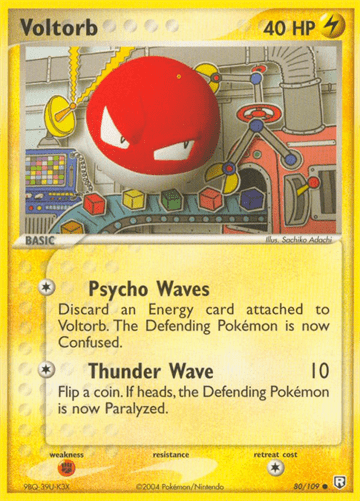 Voltorb 40 HP
BASIC Illus. Sachiko Adachi
Psycho Waves
Discard an Energy card attached to
Voltorb. The Defending Pokémon is now
Confused.
Thunder Wave 10
Flip a coin. If heads, the Defending Pokémon
is now Paralyzed.
weakness resistance retreat cost
9BQ-39U-K3X ©2004 Pokémon/Nintendo 80/109 ● R